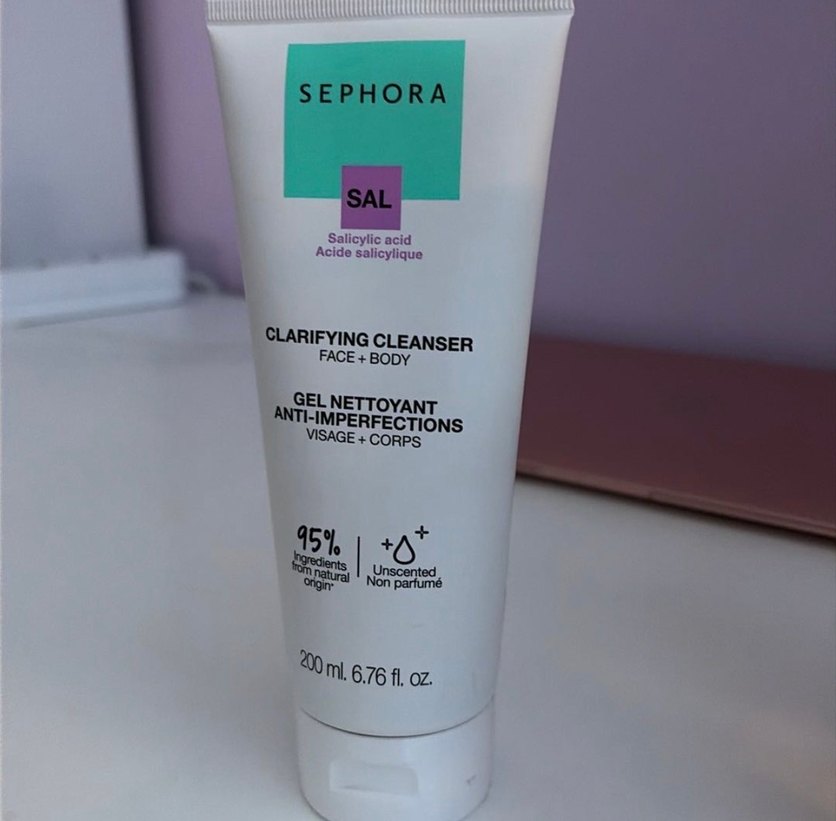 SEPHORA
SAL
Salicylic acid
Acide salicylique
CLARIFYING CLEANSER
FACE + BODY
GEL NETTOYANT
ANTI-IMPERFECTIONS
VISAGE + CORPS
95%
Ingredients
from natural
origin*
Unscented
Non parfumé
200 ml. 6.76 fl. oz.